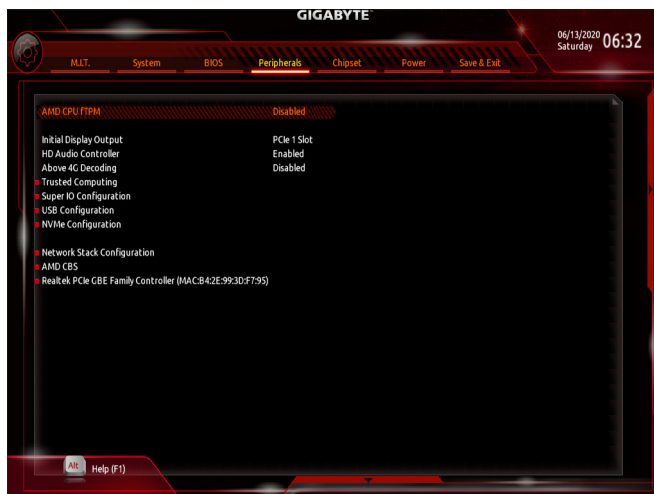 GIGABYTE™
06/13/2020 06:32
Saturday
M.I.T. System BIOS Peripherals Chipset Power Save & Exit
AMD CPU fTPM Disabled
Initial Display Output PCIe 1 Slot
HD Audio Controller Enabled
Above 4G Decoding Disabled
Trusted Computing
Super IO Configuration
USB Configuration
NVMe Configuration
Network Stack Configuration
AMD CBS
Realtek PCIe GBE Family Controller (MAC:B4:2E:99:3D:F7:95)
Alt Help (F1)